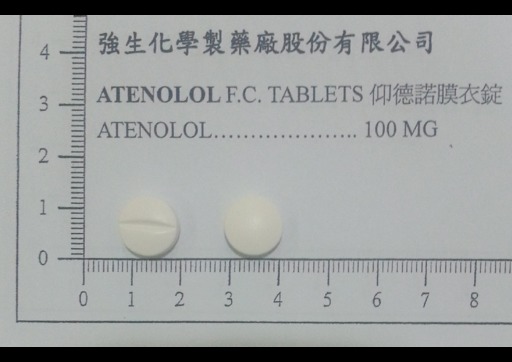 強生化學製藥廠股份有限公司
ATENOLOL F.C. TABLETS 仰德諾膜衣錠
ATENOLOL................... 100 MG
4
3
2
1
0
0 1 2 3 4 5 6 7 8